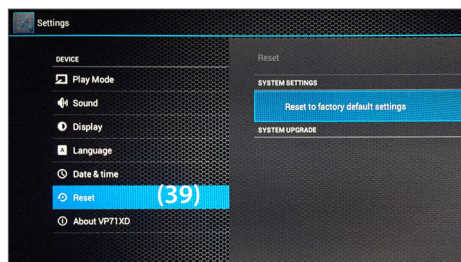 Settings
DEVICE
Play Mode
Sound
Display
A Language
Date & time
Reset
(39)
About VP71XD
Reset
SYSTEM SETTINGS
Reset to factory default settings
SYSTEM UPGRADE